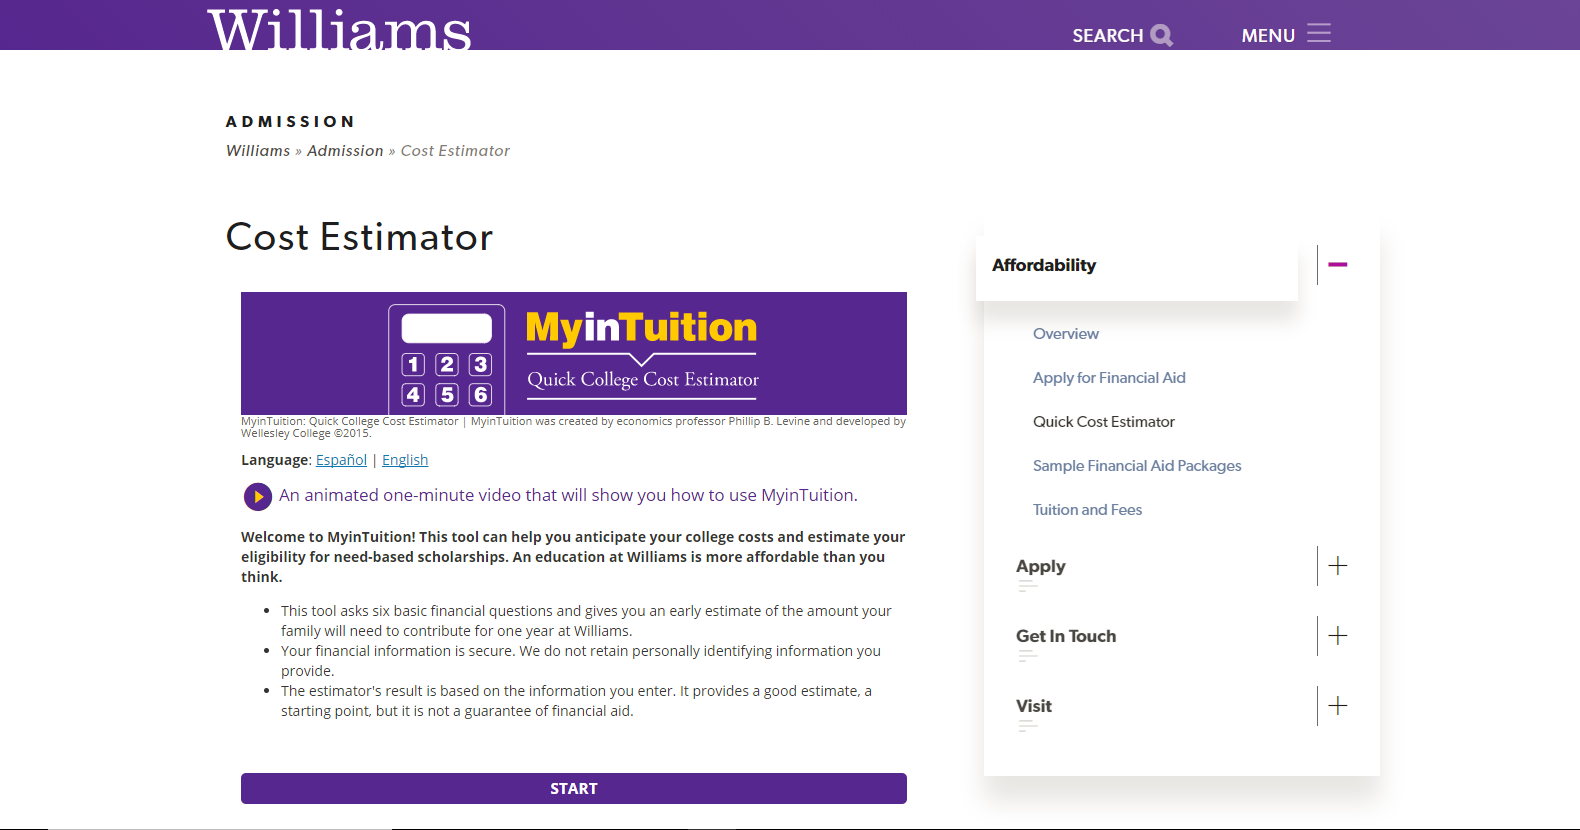 Williams
SEARCH
MENU
ADMISSION
Williams » Admission » Cost Estimator
Cost Estimator
1 2 3
4 5 6
MyinTuition
Quick College Cost Estimator
MyinTuition: Quick College Cost Estimator | MyinTuition was created by economics professor Phillip B. Levine and developed by
Wellesley College ©2015.
Language: Español | English
An animated one-minute video that will show you how to use MyinTuition.
Welcome to MyinTuition! This tool can help you anticipate your college costs and estimate your
eligibility for need-based scholarships. An education at Williams is more affordable than you
think.
• This tool asks six basic financial questions and gives you an early estimate of the amount your
family will need to contribute for one year at Williams.
• Your financial information is secure. We do not retain personally identifying information you
provide.
• The estimator's result is based on the information you enter. It provides a good estimate, a
starting point, but it is not a guarantee of financial aid.
START
Affordability
Overview
Apply for Financial Aid
Quick Cost Estimator
Sample Financial Aid Packages
Tuition and Fees
Apply
Get In Touch
Visit